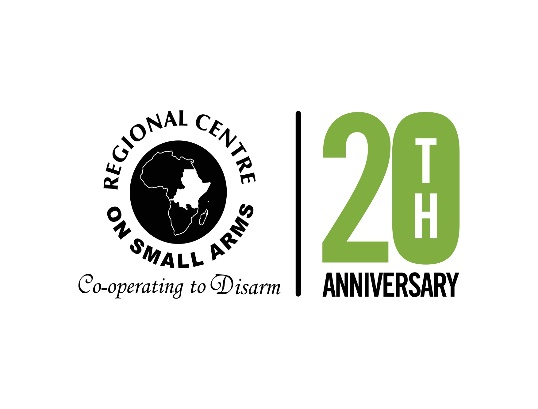 REGIONAL CENTRE
ON SMALL ARMS
Co-operating to Disarm
20
TH
ANNIVERSARY